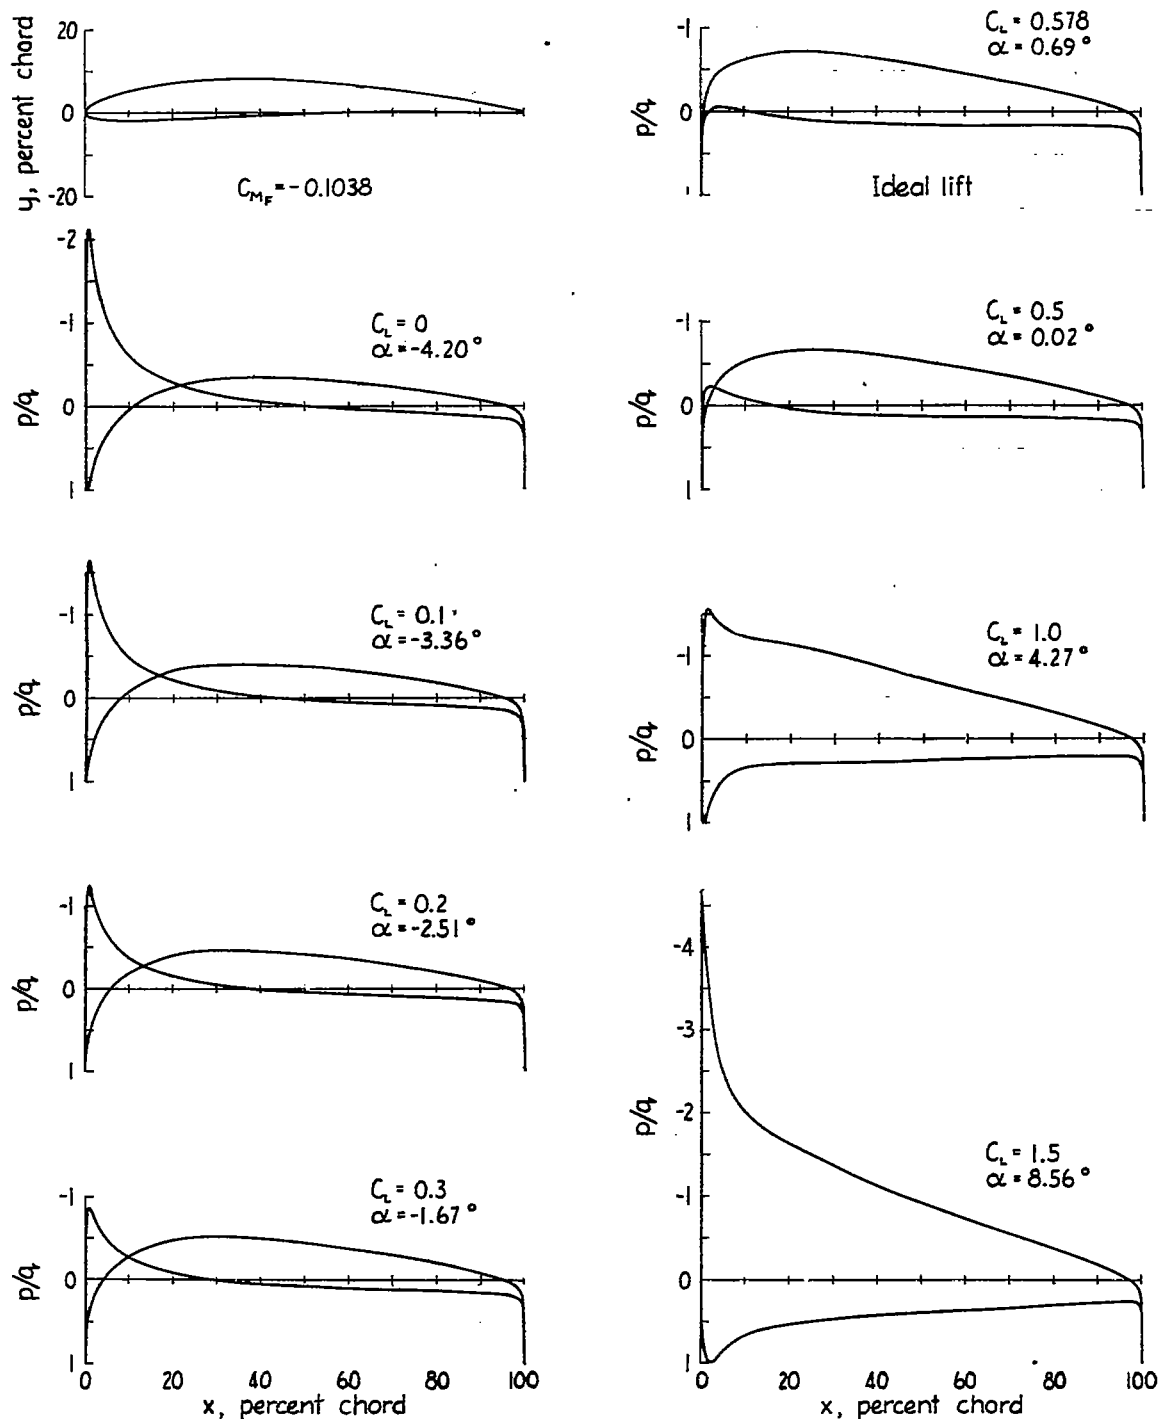 20
10
0
-20
y, percent chord
C_MF = -0.1038
-2
-1
0
1
p/q
C_L = 0
α = -4.20°
-1
0
1
p/q
C_L = 0.1
α = -3.36°
-1
0
1
p/q
C_L = 0.2
α = -2.51°
-1
0
1
p/q
C_L = 0.3
α = -1.67°
0 20 40 60 80 100
x, percent chord
-1
0
1
p/q
C_L = 0.578
α = 0.69°
Ideal lift
-1
0
1
p/q
C_L = 0.5
α = 0.02°
-1
0
1
p/q
C_L = 1.0
α = 4.27°
-4
-3
-2
-1
0
1
p/q
C_L = 1.5
α = 8.56°
0 20 40 60 80 100
x, percent chord